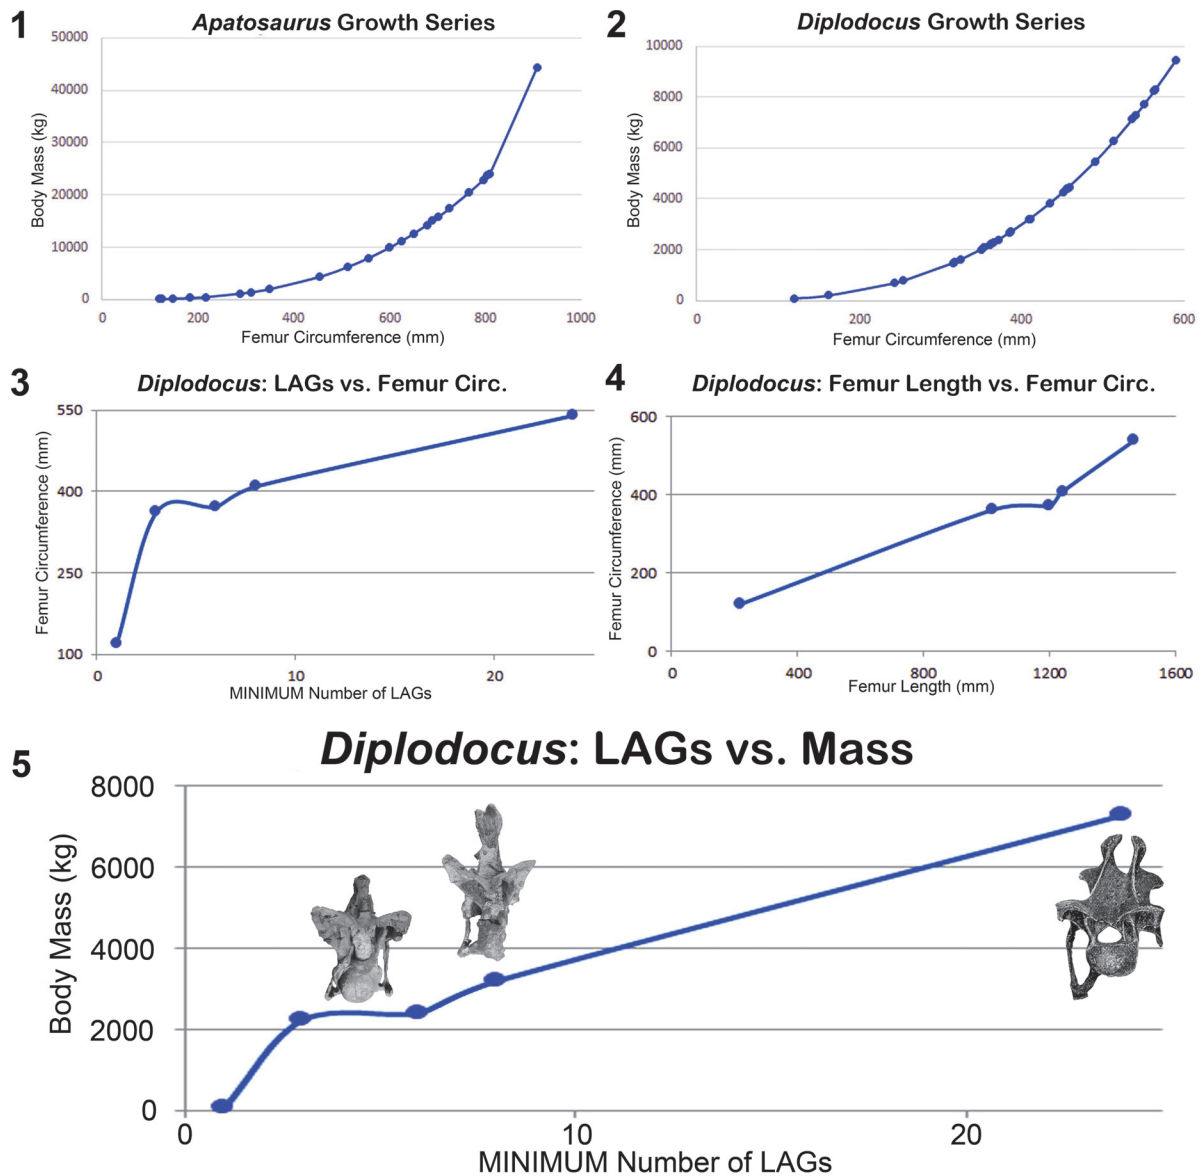 1
Apatosaurus Growth Series
50000
40000
30000
20000
10000
0
Body Mass (kg)
0 200 400 600 800 1000
Femur Circumference (mm)
2
Diplodocus Growth Series
10000
8000
6000
4000
2000
0
Body Mass (kg)
0 200 400 600
Femur Circumference (mm)
3
Diplodocus: LAGs vs. Femur Circ.
550
400
250
100
Femur Circumference (mm)
0 10 20
MINIMUM Number of LAGs
4
Diplodocus: Femur Length vs. Femur Circ.
600
400
200
0
Femur Circumference (mm)
0 400 800 1200 1600
Femur Length (mm)
5
Diplodocus: LAGs vs. Mass
8000
6000
4000
2000
0
Body Mass (kg)
0 10 20
MINIMUM Number of LAGs